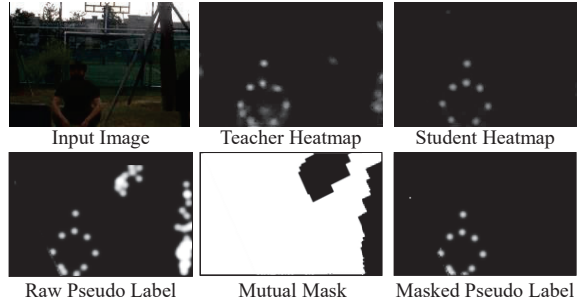 Input Image
Teacher Heatmap
Student Heatmap
Raw Pseudo Label
Mutual Mask
Masked Pseudo Label